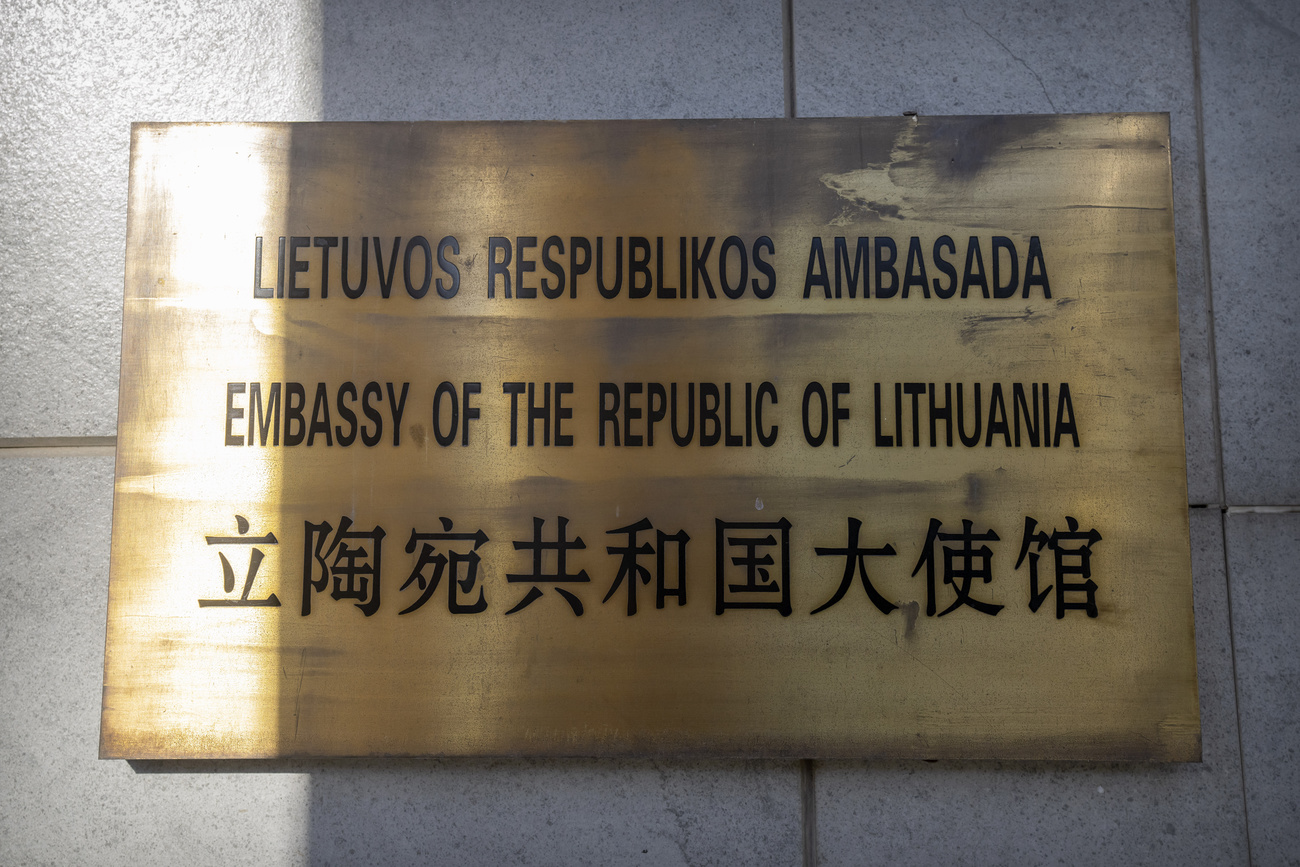 LIETUVOS RESPUBLIKOS AMBASADA
EMBASSY OF THE REPUBLIC OF LITHUANIA
立陶宛共和国大使馆